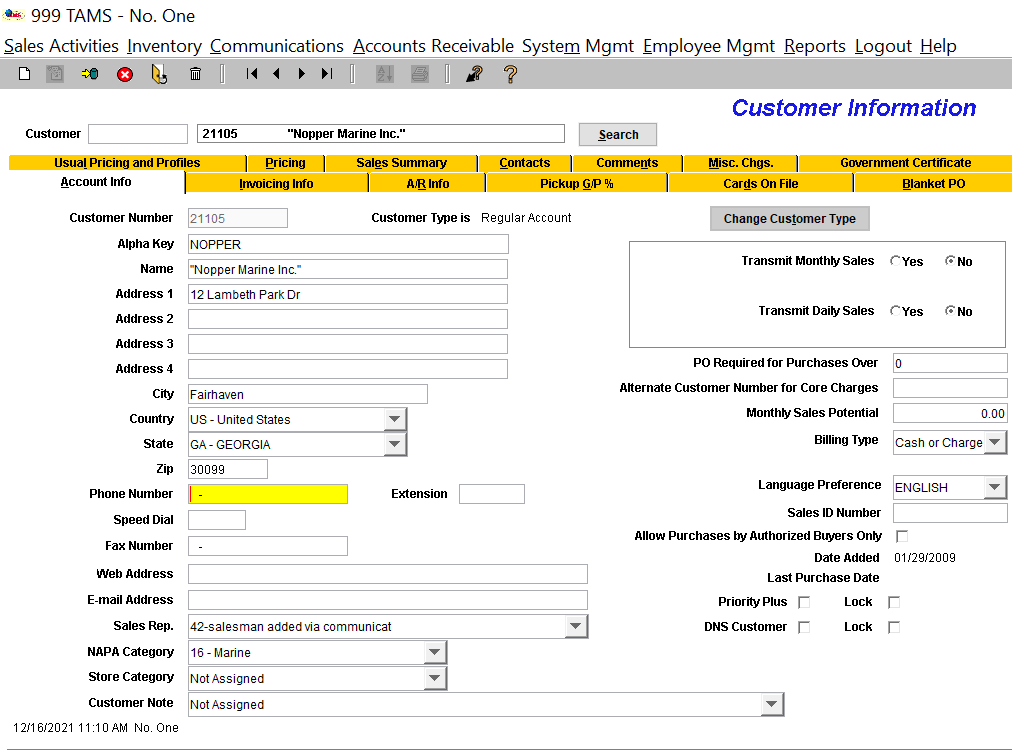 999 TAMS - No. One
Sales Activities Inventory Communications Accounts Receivable System Mgmt Employee Mgmt Reports Logout Help
Customer Information
Customer 21105 "Nopper Marine Inc." Search
Usual Pricing and Profiles Pricing Sales Summary Contacts Comments Misc. Chgs. Government Certificate
Account Info Invoicing Info A/R Info Pickup G/P % Cards On File Blanket PO
Customer Number 21105 Customer Type is Regular Account Change Customer Type
Alpha Key NOPPER
Name "Nopper Marine Inc." Transmit Monthly Sales Yes No
Address 1 12 Lambeth Park Dr
Address 2 Transmit Daily Sales Yes No
Address 3
Address 4 PO Required for Purchases Over 0
City Fairhaven Alternate Customer Number for Core Charges
Country US - United States Monthly Sales Potential 0.00
State GA - GEORGIA Billing Type Cash or Charge
Zip 30099
Phone Number - Extension Language Preference ENGLISH
Speed Dial Sales ID Number
Fax Number - Allow Purchases by Authorized Buyers Only
Date Added 01/29/2009
Web Address Last Purchase Date
E-mail Address Priority Plus Lock
Sales Rep. 42-salesman added via communicat DNS Customer Lock
NAPA Category 16 - Marine
Store Category Not Assigned
Customer Note Not Assigned
12/16/2021 11:10 AM No. One